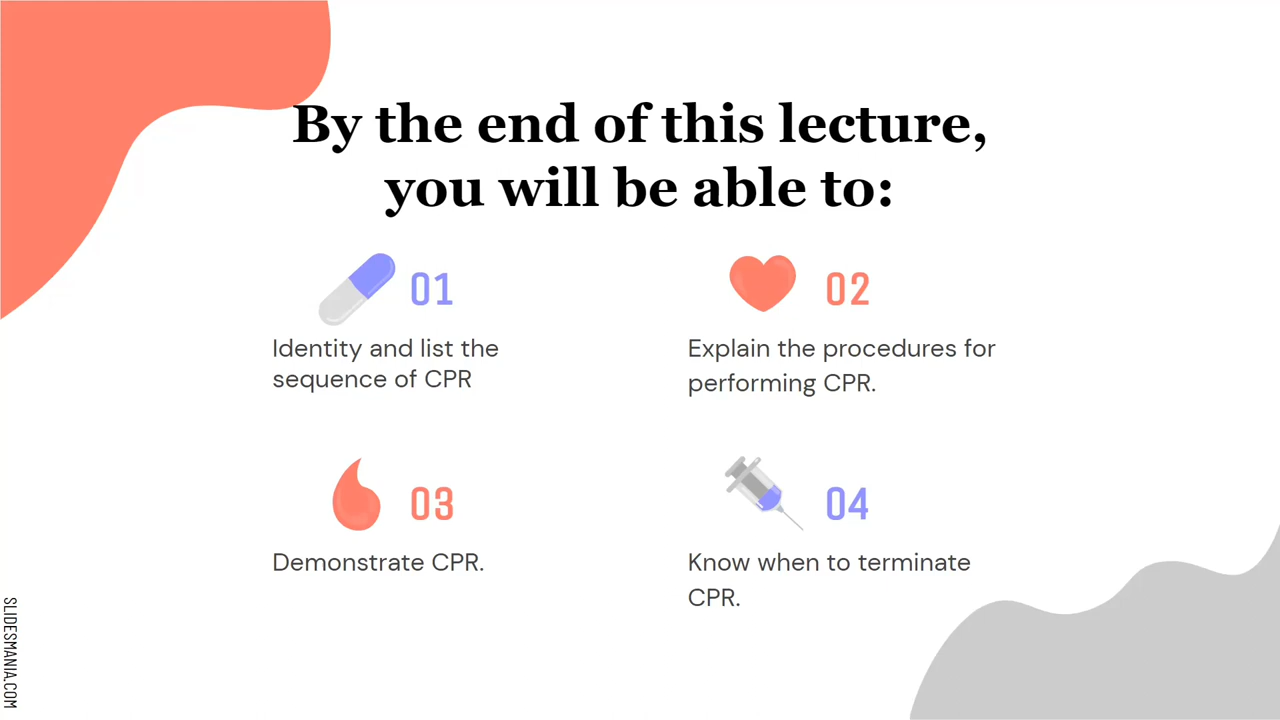 By the end of this lecture,
you will be able to:
01
Identity and list the
sequence of CPR
02
Explain the procedures for
performing CPR.
03
Demonstrate CPR.
04
Know when to terminate
CPR.
SLIDESMANIA.COM